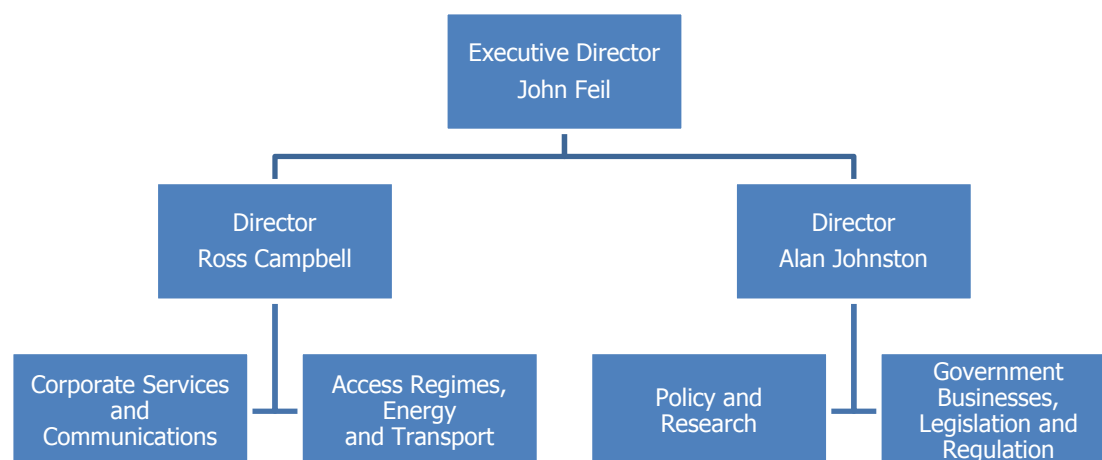 Executive Director
John Feil
Director
Ross Campbell
Director
Alan Johnston
Corporate Services
and
Communications
Access Regimes,
Energy
and Transport
Policy and
Research
Government
Businesses,
Legislation and
Regulation